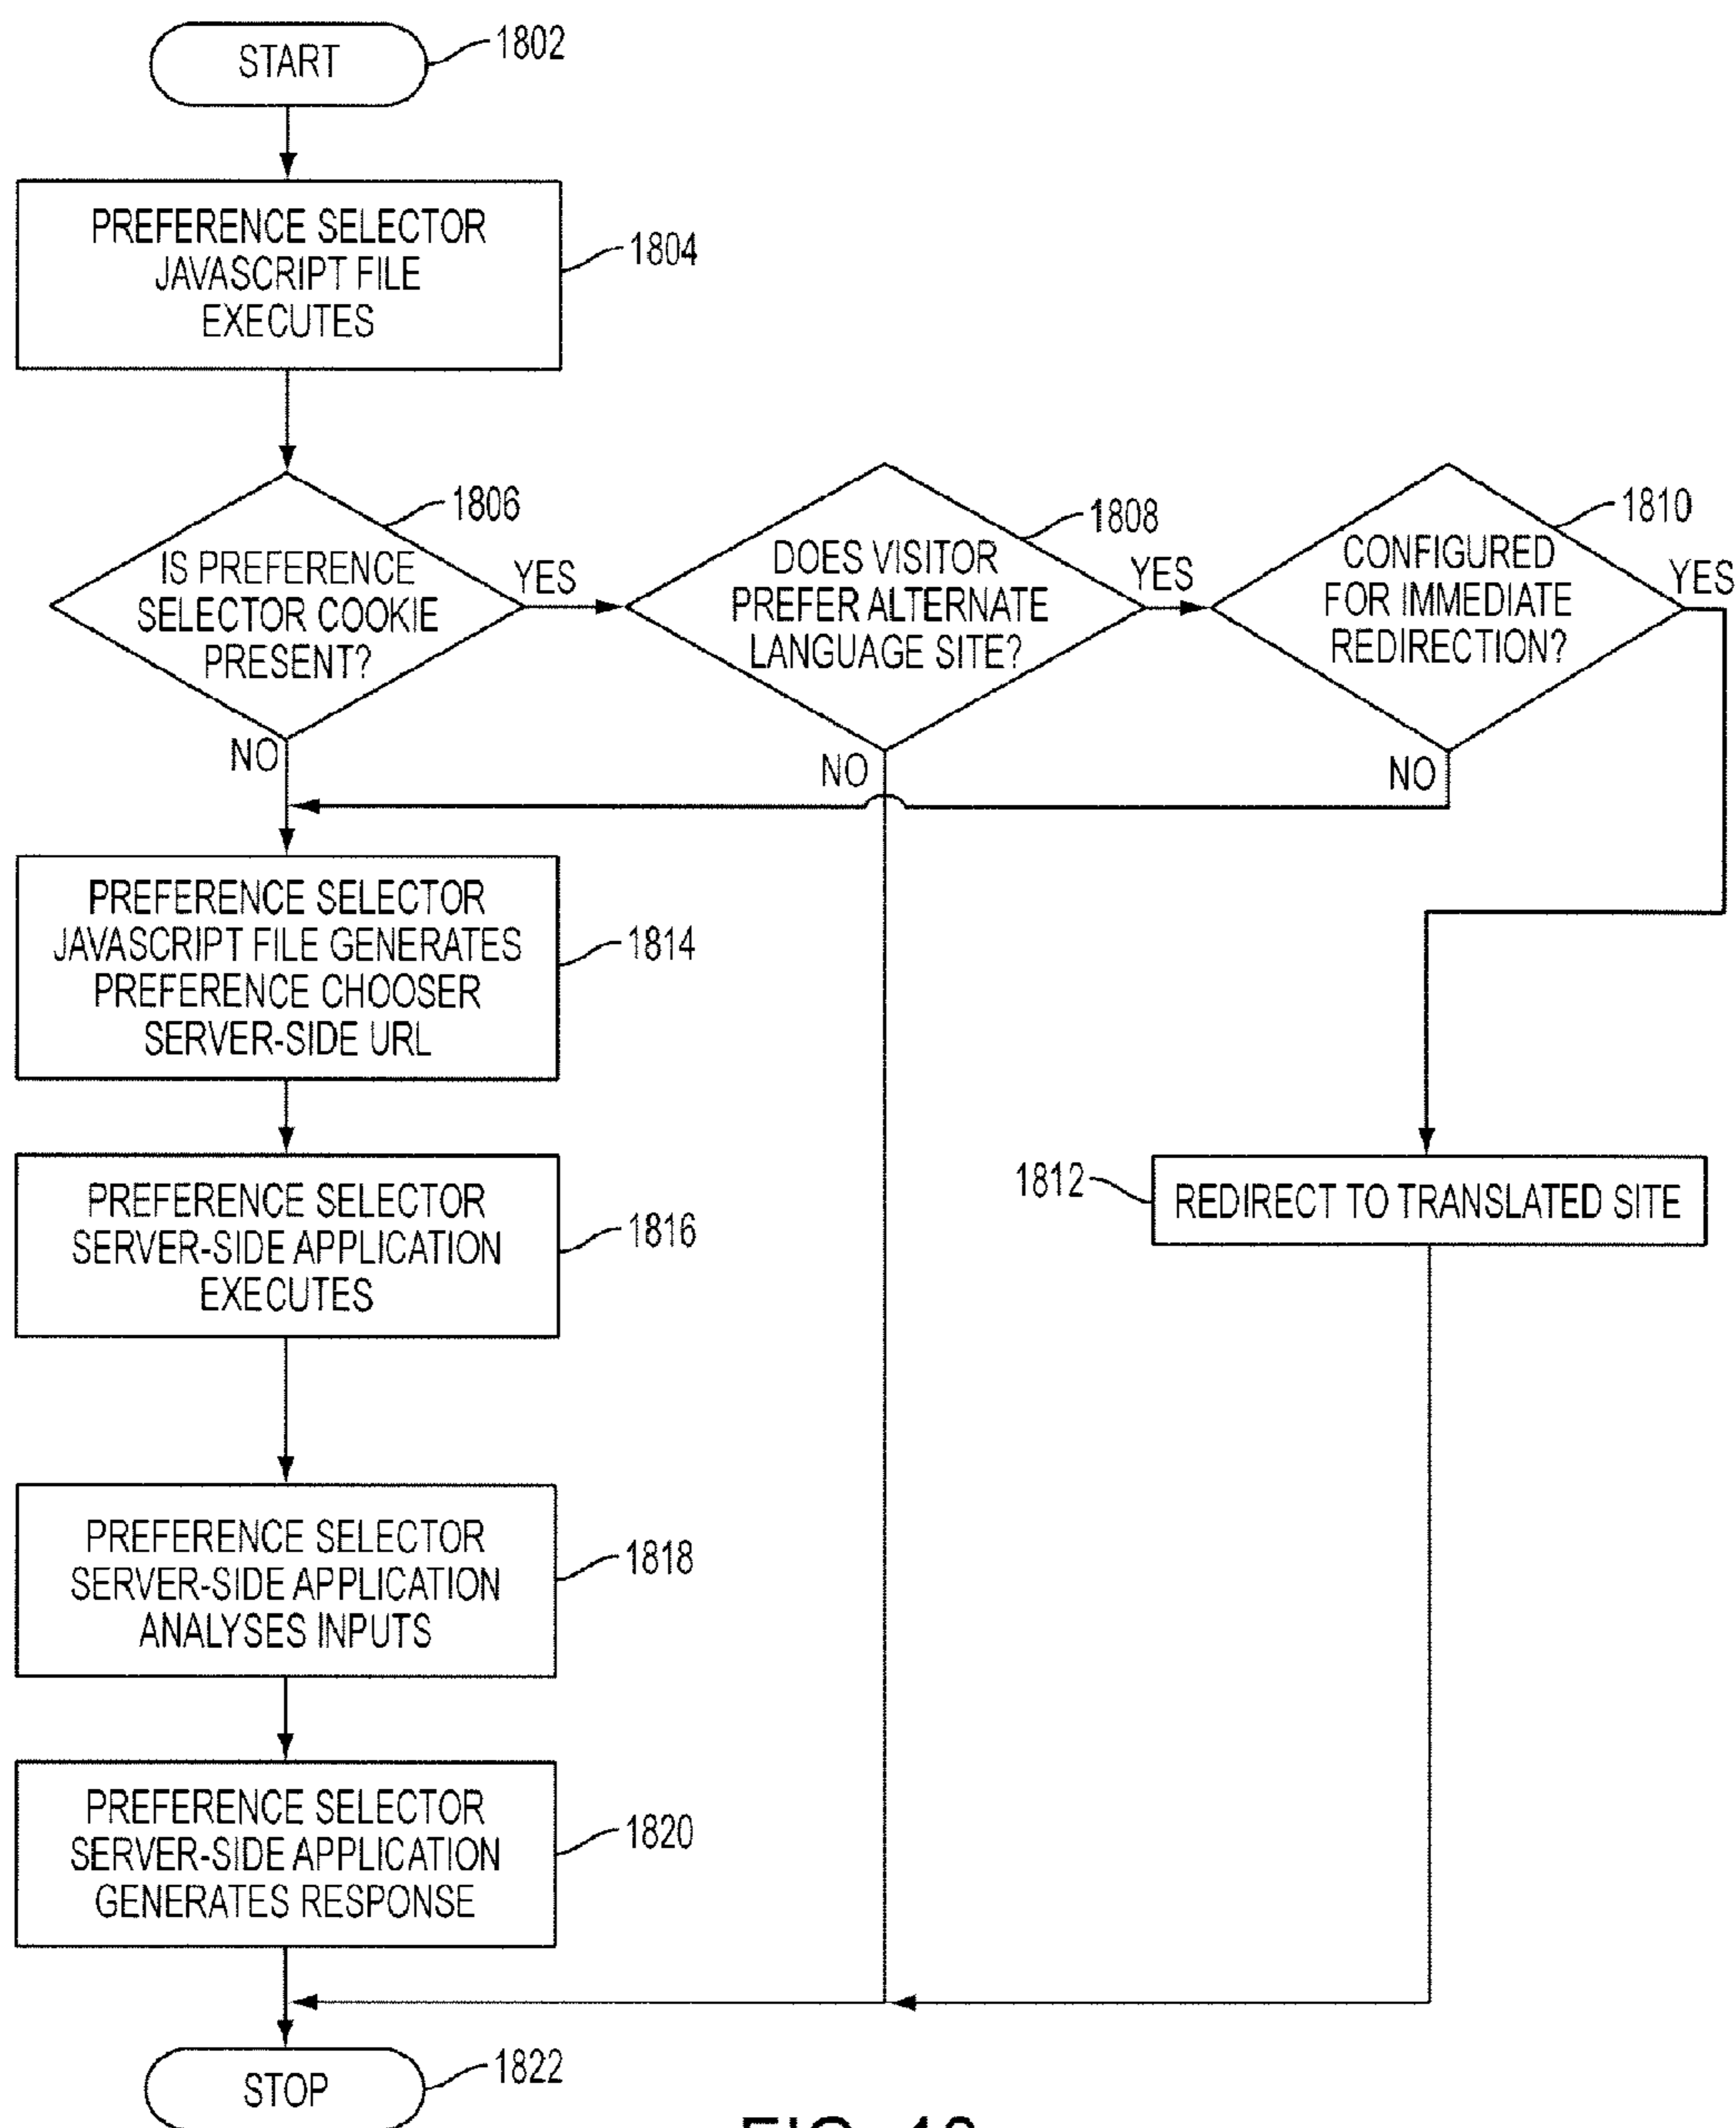 START
1802
PREFERENCE SELECTOR
JAVASCRIPT FILE
EXECUTES
1804
1806
IS PREFERENCE
SELECTOR COOKIE
PRESENT?
YES
NO
1808
DOES VISITOR
PREFER ALTERNATE
LANGUAGE SITE?
YES
NO
1810
CONFIGURED
FOR IMMEDIATE
REDIRECTION?
YES
NO
PREFERENCE SELECTOR
JAVASCRIPT FILE GENERATES
PREFERENCE CHOOSER
SERVER-SIDE URL
1814
PREFERENCE SELECTOR
SERVER-SIDE APPLICATION
EXECUTES
1816
1812
REDIRECT TO TRANSLATED SITE
PREFERENCE SELECTOR
SERVER-SIDE APPLICATION
ANALYSES INPUTS
1818
PREFERENCE SELECTOR
SERVER-SIDE APPLICATION
GENERATES RESPONSE
1820
STOP
1822
FIG.